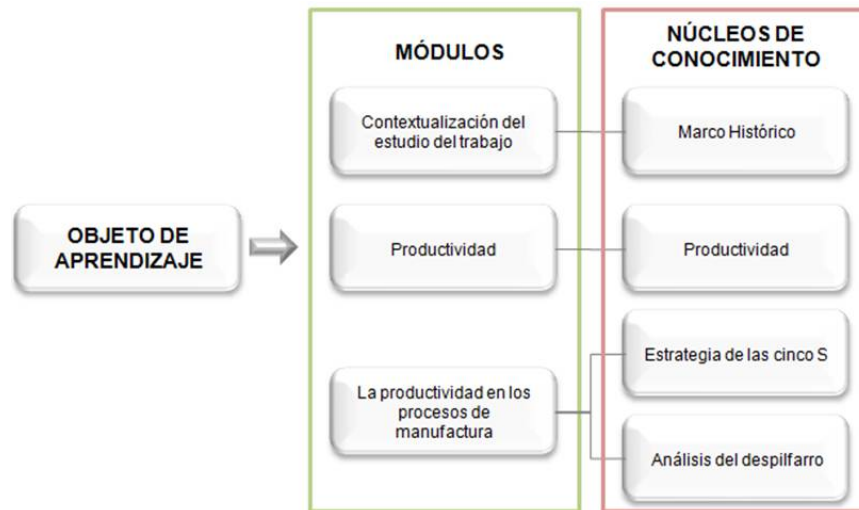 MÓDULOS
NÚCLEOS DE
CONOCIMIENTO
Contextualización del
estudio del trabajo
Marco Histórico
OBJETO DE
APRENDIZAJE
Productividad
Productividad
Estrategia de las cinco S
La productividad en los
procesos de
manufactura
Análisis del despilfarro